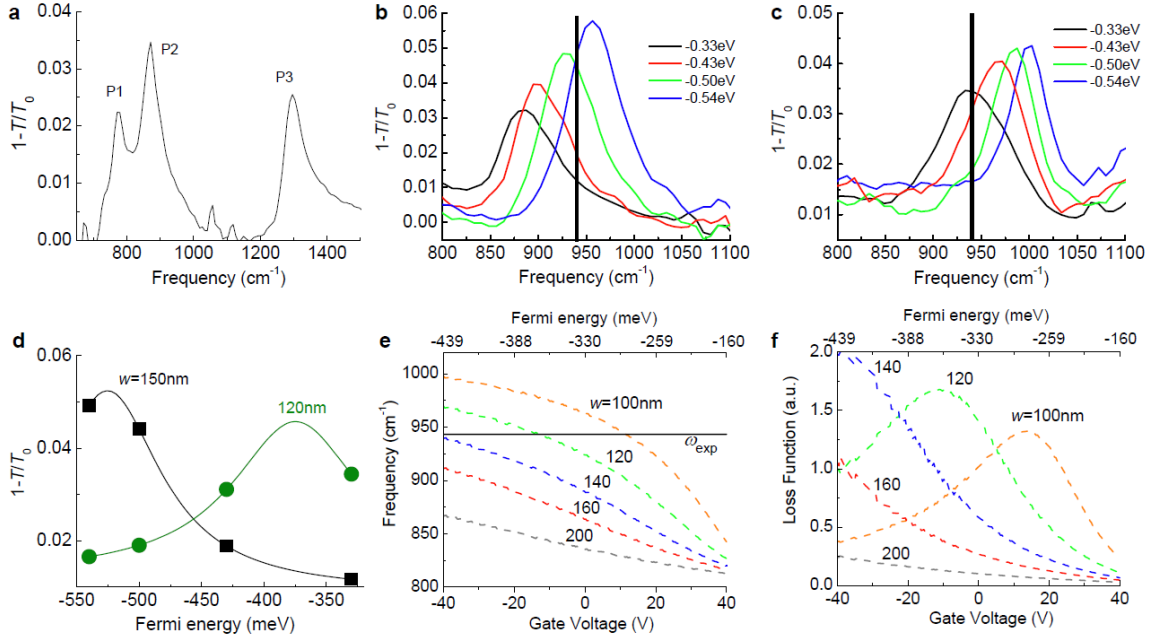 a
0.04
0.03
0.02
0.01
0.00
1-T/T0
P1
P2
P3
800 1000 1200 1400
Frequency (cm-1)
b
0.06
0.05
0.04
0.03
0.02
0.01
0.00
1-T/T0
-0.33eV
-0.43eV
-0.50eV
-0.54eV
800 850 900 950 1000 1050 1100
Frequency (cm-1)
c
0.05
0.04
0.03
0.02
0.01
1-T/T0
-0.33eV
-0.43eV
-0.50eV
-0.54eV
800 850 900 950 1000 1050 1100
Frequency (cm-1)
d
0.06
0.04
0.02
1-T/T0
w=150nm
120nm
-550 -500 -450 -400 -350
Fermi energy (meV)
e
Fermi energy (meV)
-439 -388 -330 -259 -160
1000
950
900
850
800
Frequency (cm-1)
w=100nm
ωexp
120
140
160
200
-40 -20 0 20 40
Gate Voltage (V)
f
Fermi energy (meV)
-439 -388 -330 -259 -160
2.0
1.5
1.0
0.5
0.0
Loss Function (a.u.)
140
120
w=100nm
160
200
-40 -20 0 20 40
Gate Voltage (V)